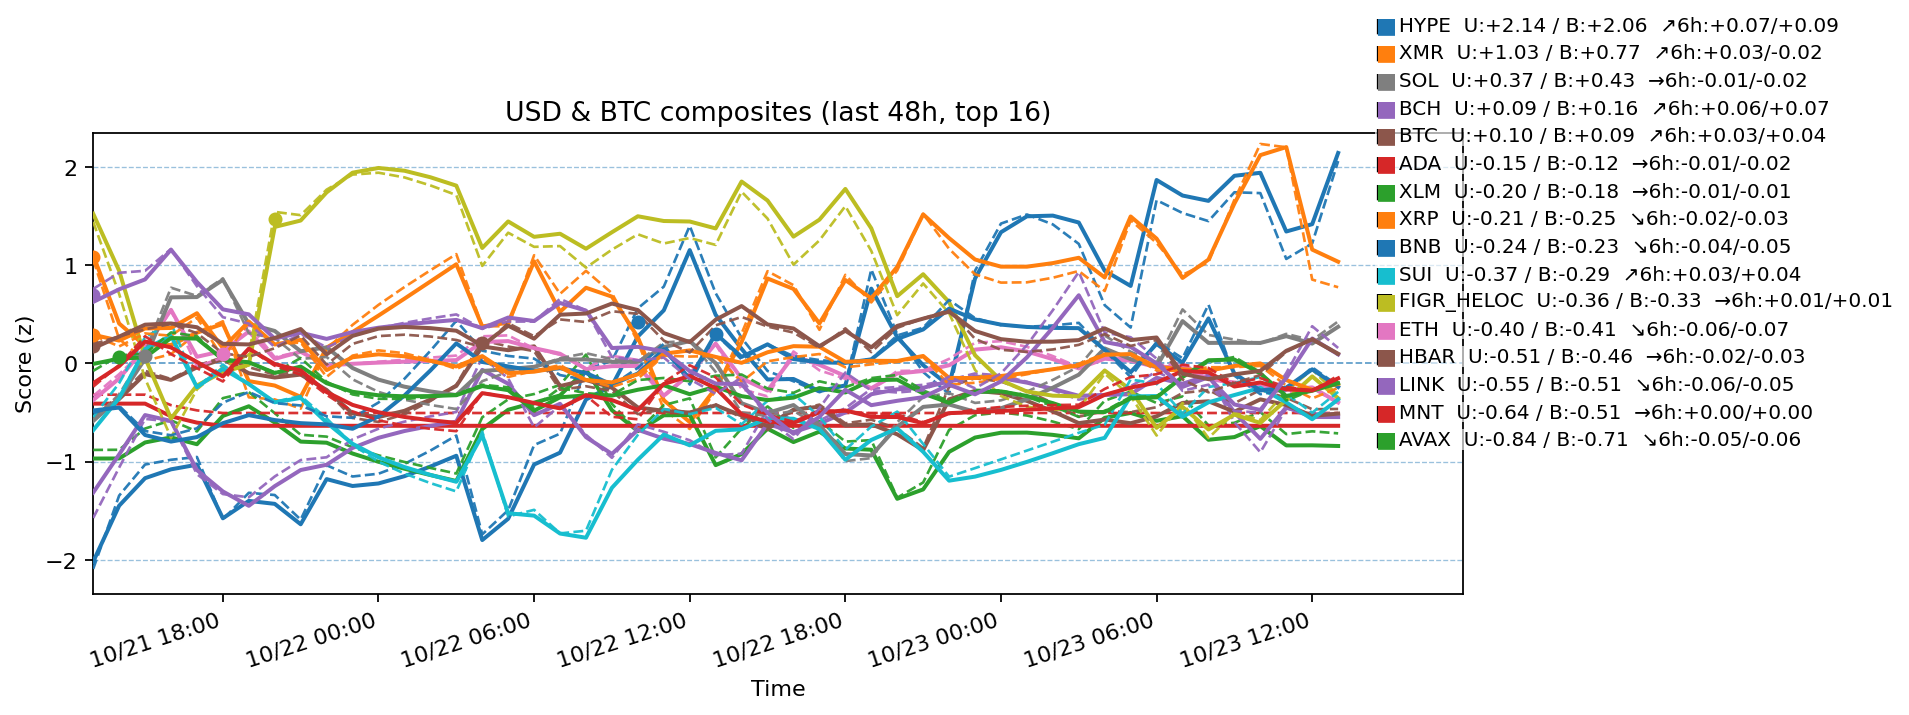 HYPE  U:+2.14 / B:+2.06  ↗6h:+0.07/+0.09
XMR  U:+1.03 / B:+0.77  ↗6h:+0.03/-0.02
SOL  U:+0.37 / B:+0.43  →6h:-0.01/-0.02
BCH  U:+0.09 / B:+0.16  ↗6h:+0.06/+0.07
BTC  U:+0.10 / B:+0.09  ↗6h:+0.03/+0.04
ADA  U:-0.15 / B:-0.12  →6h:-0.01/-0.02
XLM  U:-0.20 / B:-0.18  →6h:-0.01/-0.01
XRP  U:-0.21 / B:-0.25  ↘6h:-0.02/-0.03
BNB  U:-0.24 / B:-0.23  ↘6h:-0.04/-0.05
SUI  U:-0.37 / B:-0.29  ↗6h:+0.03/+0.04
FIGR_HELOC  U:-0.36 / B:-0.33  →6h:+0.01/+0.01
ETH  U:-0.40 / B:-0.41  ↘6h:-0.06/-0.07
HBAR  U:-0.51 / B:-0.46  →6h:-0.02/-0.03
LINK  U:-0.55 / B:-0.51  ↘6h:-0.06/-0.05
MNT  U:-0.64 / B:-0.51  →6h:+0.00/+0.00
AVAX  U:-0.84 / B:-0.71  ↘6h:-0.05/-0.06
USD & BTC composites (last 48h, top 16)
Score (z)
2
1
0
−1
−2
10/21 18:00
10/22 00:00
10/22 06:00
10/22 12:00
10/22 18:00
10/23 00:00
10/23 06:00
10/23 12:00
Time